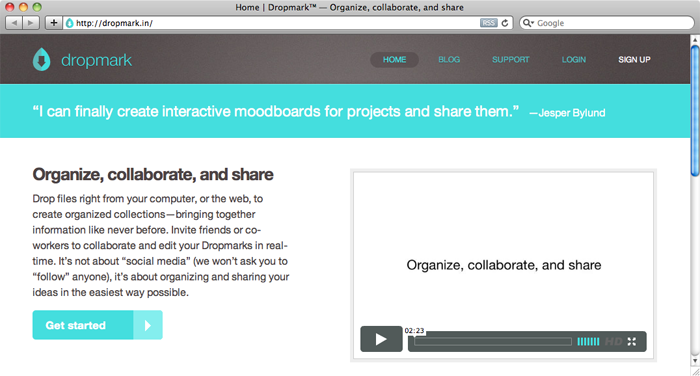 Home | Dropmark™ — Organize, collaborate, and share
http://dropmark.in/
RSS
Google
dropmark
HOME
BLOG
SUPPORT
LOGIN
SIGN UP
“I can finally create interactive moodboards for projects and share them.” —Jesper Bylund
Organize, collaborate, and share
Drop files right from your computer, or the web, to
create organized collections—bringing together
information like never before. Invite friends or co-
workers to collaborate and edit your Dropmarks in real-
time. It’s not about “social media” (we won’t ask you to
“follow” anyone), it’s about organizing and sharing your
ideas in the easiest way possible.
Get started
Organize, collaborate, and share
02:23
HD